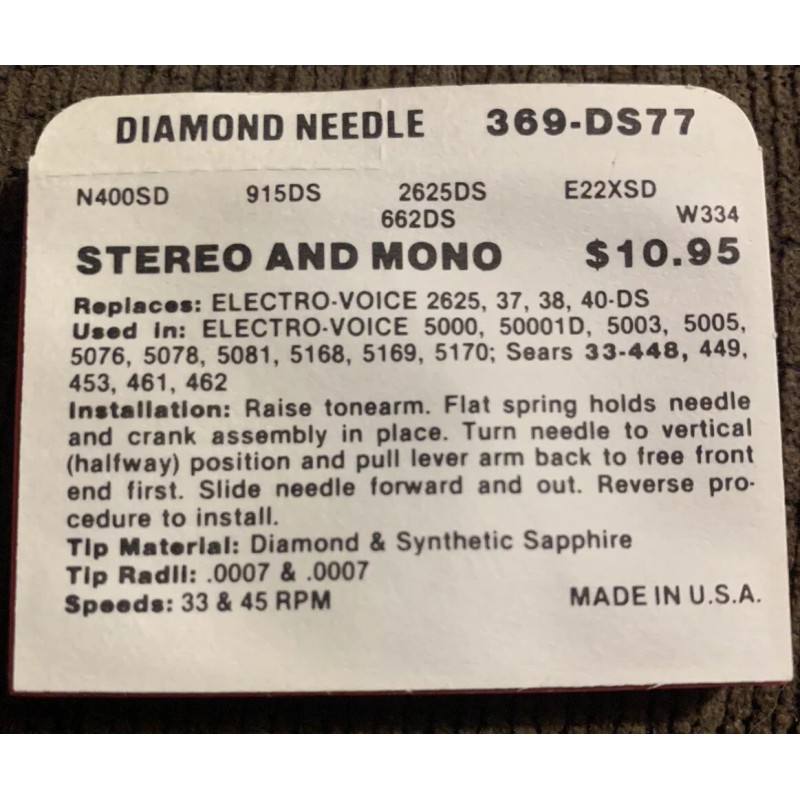 DIAMOND NEEDLE 369-DS77
N400SD 915DS 2625DS E22XSD
662DS W334
STEREO AND MONO $10.95
Replaces: ELECTRO-VOICE 2625, 37, 38, 40-DS
Used in: ELECTRO-VOICE 5000, 50001D, 5003, 5005,
5076, 5078, 5081, 5168, 5169, 5170; Sears 33-448, 449,
453, 461, 462
Installation: Raise tonearm. Flat spring holds needle
and crank assembly in place. Turn needle to vertical
(halfway) position and pull lever arm back to free front
end first. Slide needle forward and out. Reverse pro-
cedure to install.
Tip Material: Diamond & Synthetic Sapphire
Tip Radii: .0007 & .0007
Speeds: 33 & 45 RPM MADE IN U.S.A.